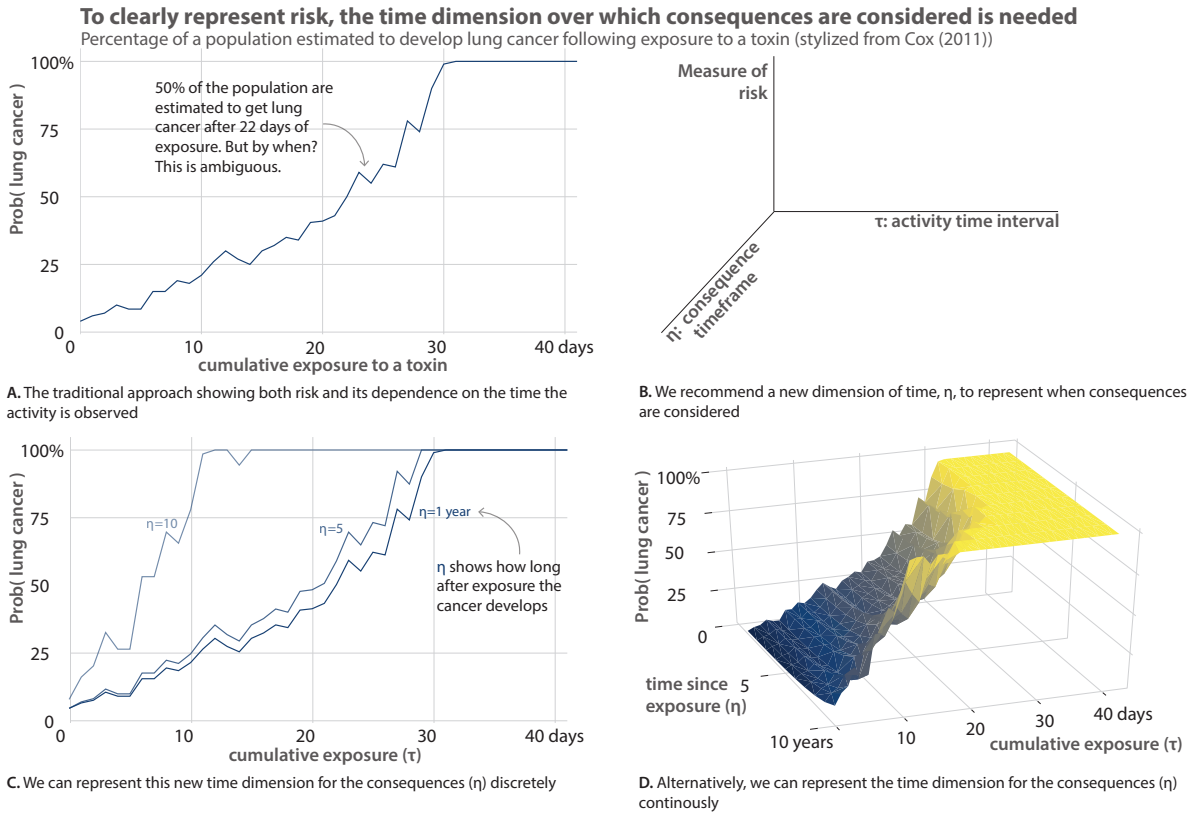 To clearly represent risk, the time dimension over which consequences are considered is needed
Percentage of a population estimated to develop lung cancer following exposure to a toxin (stylized from Cox (2011))
100%
75
50
25
0
Prob( lung cancer )
50% of the population are
estimated to get lung
cancer after 22 days of
exposure. But by when?
This is ambiguous.
0
10
20
30
40 days
cumulative exposure to a toxin
A. The traditional approach showing both risk and its dependence on the time the
activity is observed
Measure of
risk
τ: activity time interval
η: consequence
timeframe
B. We recommend a new dimension of time, η, to represent when consequences
are considered
100%
75
50
25
0
Prob( lung cancer )
η=10
η=5
η=1 year
η shows how long
after exposure the
cancer develops
0
10
20
30
40 days
cumulative exposure (τ)
C. We can represent this new time dimension for the consequences (η) discretely
100%
75
50
25
0
Prob( lung cancer )
time since
exposure (η)
5
10 years
10
20
30
40 days
cumulative exposure (τ)
D. Alternatively, we can represent the time dimension for the consequences (η)
continously